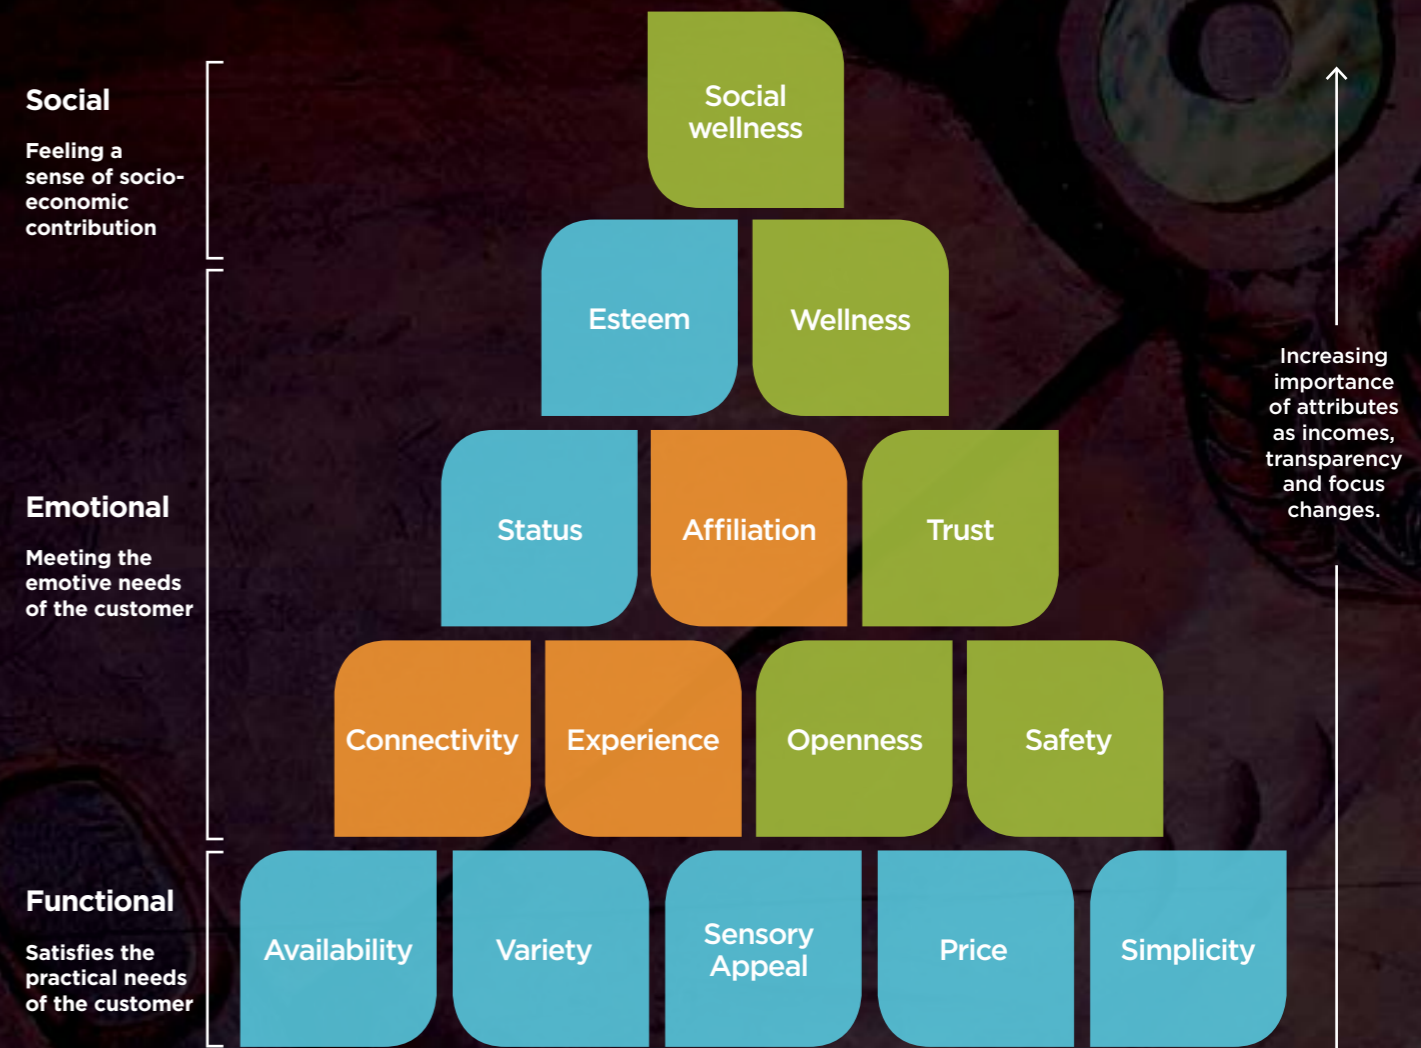 Social
Feeling a
sense of socio-
economic
contribution
Social
wellness
Emotional
Meeting the
emotive needs
of the customer
Esteem
Wellness
Status
Affiliation
Trust
Connectivity
Experience
Openness
Safety
Functional
Satisfies the
practical needs
of the customer
Availability
Variety
Sensory
Appeal
Price
Simplicity
Increasing
importance
of attributes
as incomes,
transparency
and focus
changes.